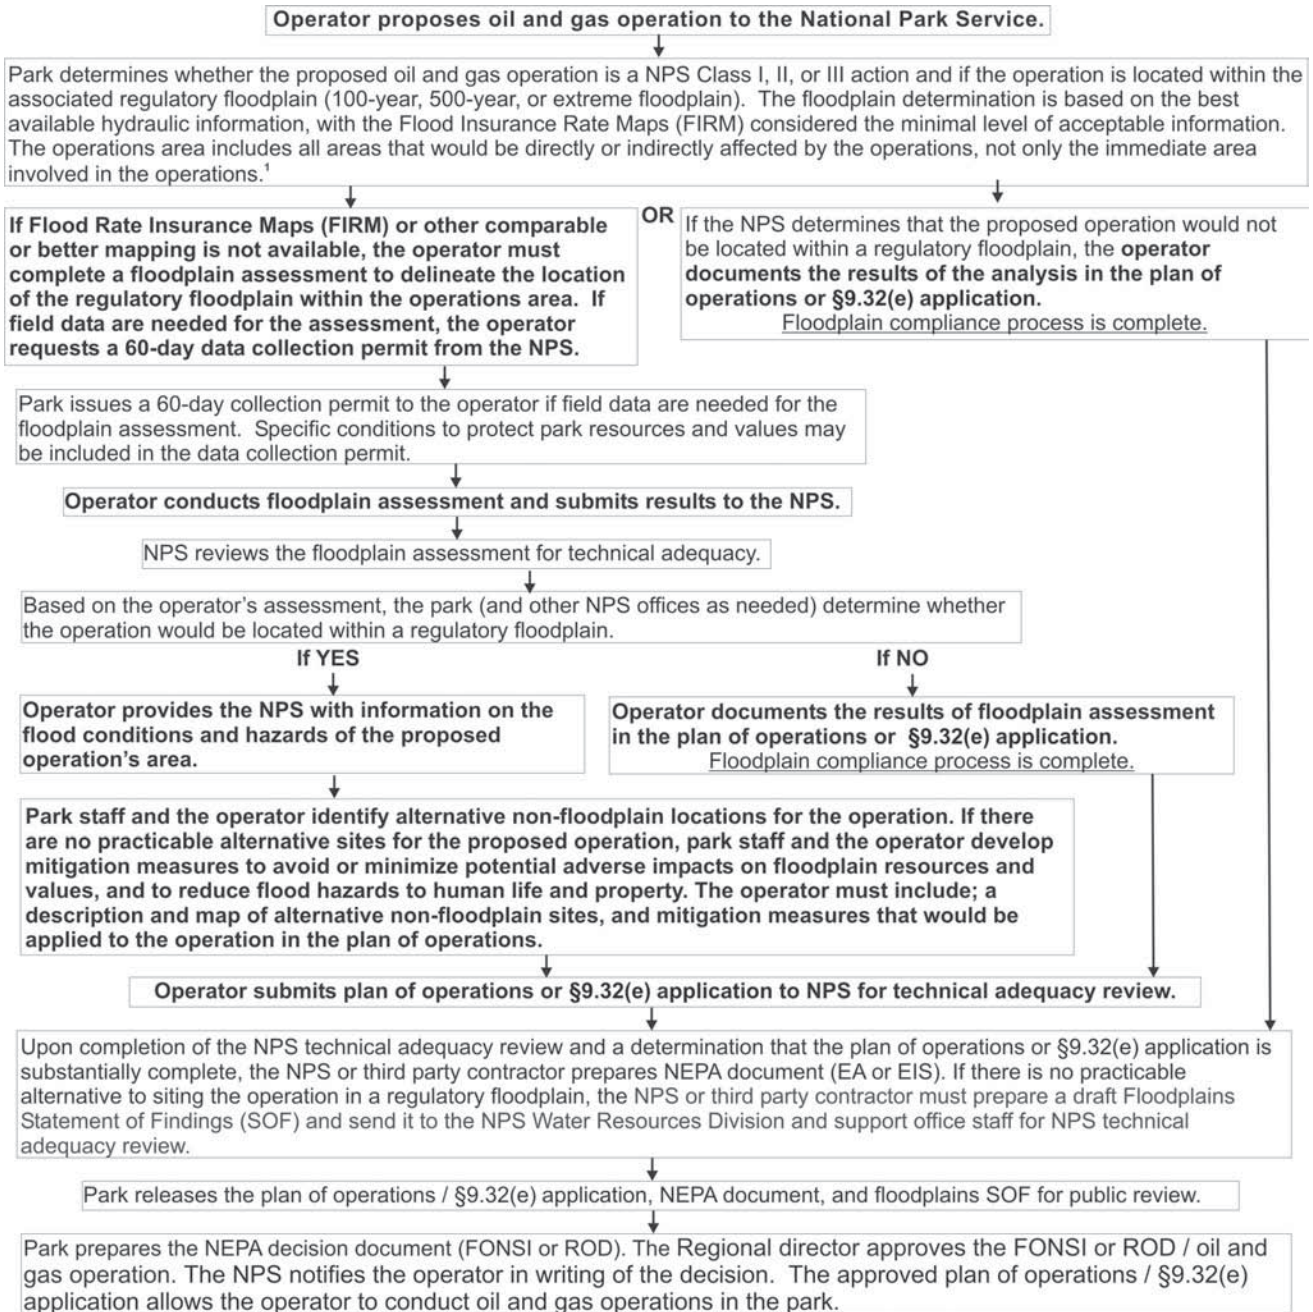 Operator proposes oil and gas operation to the National Park Service.
Park determines whether the proposed oil and gas operation is a NPS Class I, II, or III action and if the operation is located within the
associated regulatory floodplain (100-year, 500-year, or extreme floodplain).  The floodplain determination is based on the best
available hydraulic information, with the Flood Insurance Rate Maps (FIRM) considered the minimal level of acceptable information.
The operations area includes all areas that would be directly or indirectly affected by the operations, not only the immediate area
involved in the operations.¹
If Flood Rate Insurance Maps (FIRM) or other comparable
or better mapping is not available, the operator must
complete a floodplain assessment to delineate the location
of the regulatory floodplain within the operations area.  If
field data are needed for the assessment, the operator
requests a 60-day data collection permit from the NPS.
OR
If the NPS determines that the proposed operation would not
be located within a regulatory floodplain, the operator
documents the results of the analysis in the plan of
operations or §9.32(e) application.
Floodplain compliance process is complete.
Park issues a 60-day collection permit to the operator if field data are needed for the
floodplain assessment.  Specific conditions to protect park resources and values may
be included in the data collection permit.
Operator conducts floodplain assessment and submits results to the NPS.
NPS reviews the floodplain assessment for technical adequacy.
Based on the operator's assessment, the park (and other NPS offices as needed) determine whether
the operation would be located within a regulatory floodplain.
If YES
If NO
Operator provides the NPS with information on the
flood conditions and hazards of the proposed
operation's area.
Operator documents the results of floodplain assessment
in the plan of operations or  §9.32(e) application.
Floodplain compliance process is complete.
Park staff and the operator identify alternative non-floodplain locations for the operation. If there
are no practicable alternative sites for the proposed operation, park staff and the operator develop
mitigation measures to avoid or minimize potential adverse impacts on floodplain resources and
values, and to reduce flood hazards to human life and property. The operator must include; a
description and map of alternative non-floodplain sites, and mitigation measures that would be
applied to the operation in the plan of operations.
Operator submits plan of operations or §9.32(e) application to NPS for technical adequacy review.
Upon completion of the NPS technical adequacy review and a determination that the plan of operations or §9.32(e) application is
substantially complete, the NPS or third party contractor prepares NEPA document (EA or EIS). If there is no practicable
alternative to siting the operation in a regulatory floodplain, the NPS or third party contractor must prepare a draft Floodplains
Statement of Findings (SOF) and send it to the NPS Water Resources Division and support office staff for NPS technical
adequacy review.
Park releases the plan of operations / §9.32(e) application, NEPA document, and floodplains SOF for public review.
Park prepares the NEPA decision document (FONSI or ROD). The Regional director approves the FONSI or ROD / oil and
gas operation. The NPS notifies the operator in writing of the decision.  The approved plan of operations / §9.32(e)
application allows the operator to conduct oil and gas operations in the park.